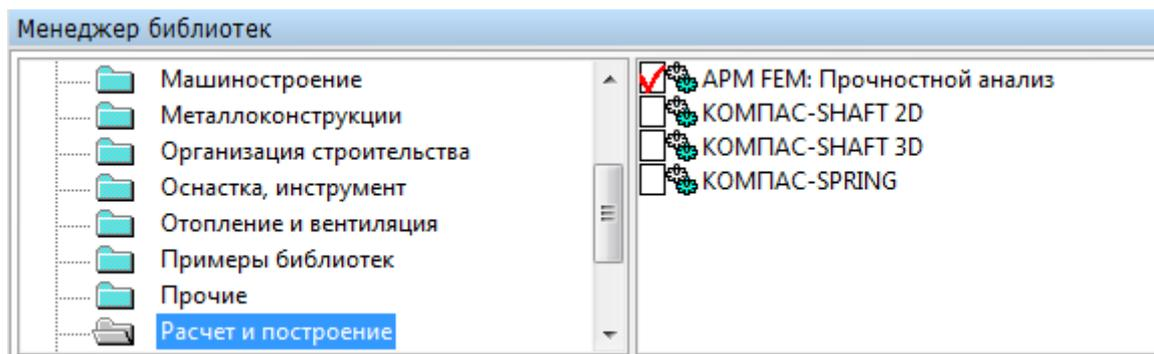 Менеджер библиотек
Машиностроение
Металлоконструкции
Организация строительства
Оснастка, инструмент
Отопление и вентиляция
Примеры библиотек
Прочие
Расчет и построение
APM FEM: Прочностной анализ
КОМПАС-SHAFT 2D
КОМПАС-SHAFT 3D
КОМПАС-SPRING